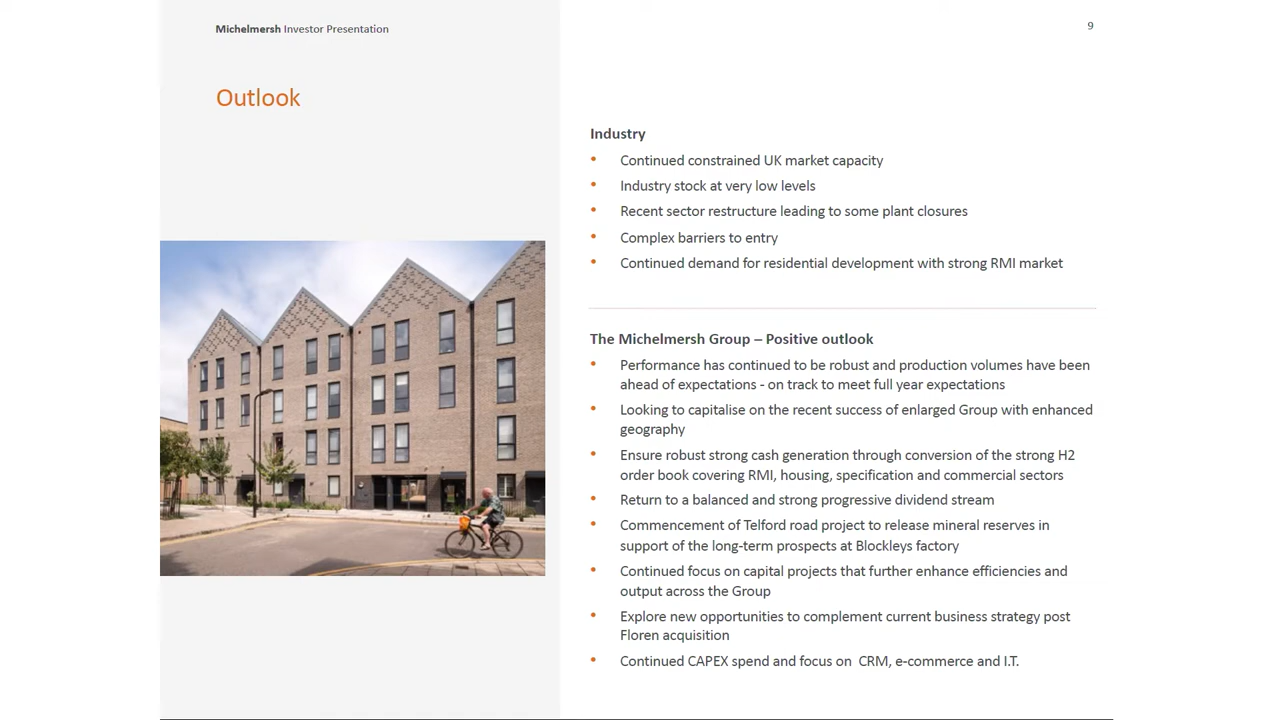 Michelmersh Investor Presentation
9
Outlook
Industry
• Continued constrained UK market capacity
• Industry stock at very low levels
• Recent sector restructure leading to some plant closures
• Complex barriers to entry
• Continued demand for residential development with strong RMI market
The Michelmersh Group – Positive outlook
• Performance has continued to be robust and production volumes have been
ahead of expectations - on track to meet full year expectations
• Looking to capitalise on the recent success of enlarged Group with enhanced
geography
• Ensure robust strong cash generation through conversion of the strong H2
order book covering RMI, housing, specification and commercial sectors
• Return to a balanced and strong progressive dividend stream
• Commencement of Telford road project to release mineral reserves in
support of the long-term prospects at Blockleys factory
• Continued focus on capital projects that further enhance efficiencies and
output across the Group
• Explore new opportunities to complement current business strategy post
Floren acquisition
• Continued CAPEX spend and focus on  CRM, e-commerce and I.T.